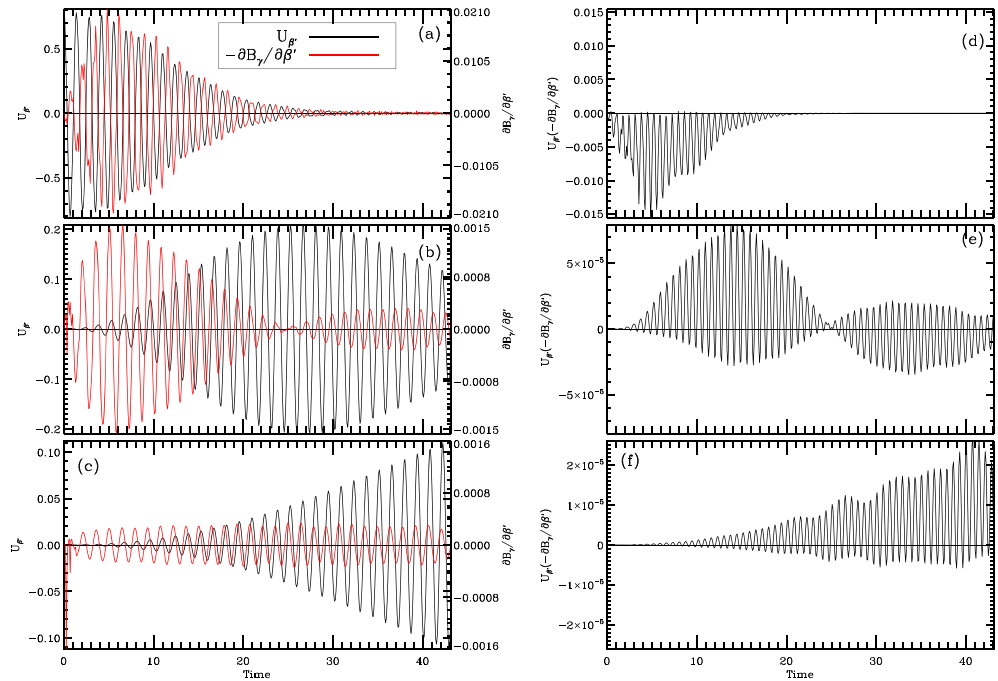 0.5
0.0
-0.5
U_β'
0.0210
0.0105
0.0000
-0.0105
-0.0210
∂B_γ/∂β'
(a)
U_β'
-∂B_γ/∂β'
0.015
0.010
0.005
0.000
-0.005
-0.010
-0.015
U_β'(-∂B_γ/∂β')
(d)
0.2
0.1
0.0
-0.1
-0.2
U_β'
0.0015
0.0008
0.0000
-0.0008
-0.0015
∂B_γ/∂β'
(b)
5×10⁻⁵
0
-5×10⁻⁵
U_β'(-∂B_γ/∂β')
(e)
0.10
0.05
0.00
-0.05
-0.10
U_β'
0.0016
0.0008
0.0000
-0.0008
-0.0016
∂B_γ/∂β'
(c)
0 10 20 30 40
Time
2×10⁻⁵
1×10⁻⁵
0
-1×10⁻⁵
-2×10⁻⁵
U_β'(-∂B_γ/∂β')
(f)
0 10 20 30 40
Time